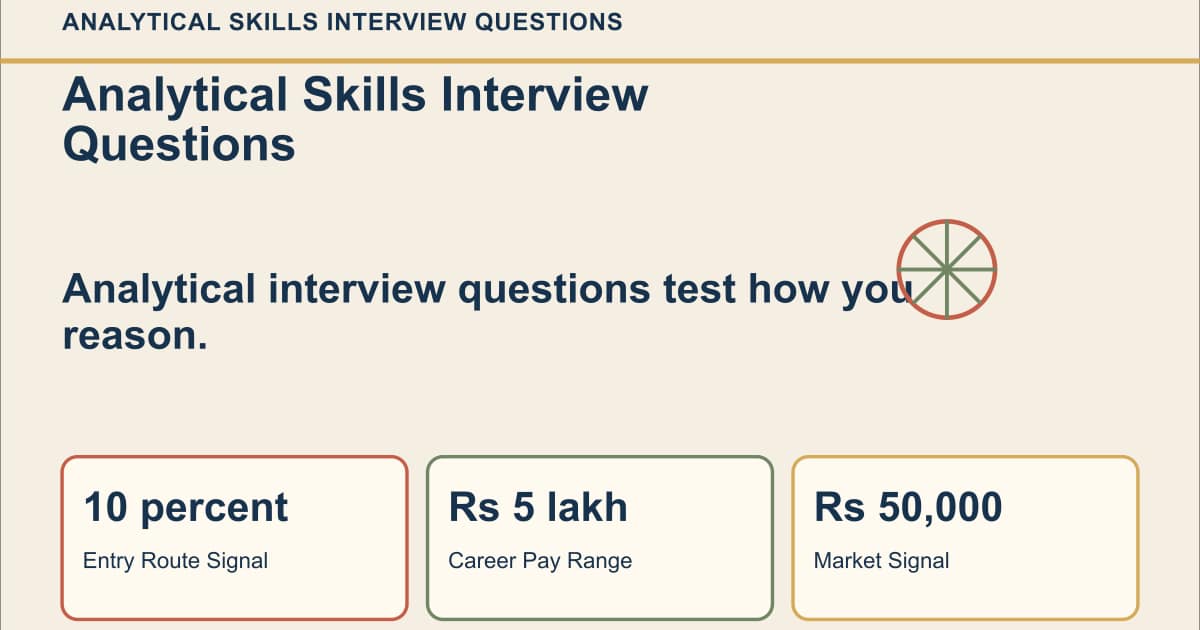 ANALYTICAL SKILLS INTERVIEW QUESTIONS
Analytical Skills Interview
Questions
Analytical interview questions test how you
reason.
10 percent
Entry Route Signal
Rs 5 lakh
Career Pay Range
Rs 50,000
Market Signal